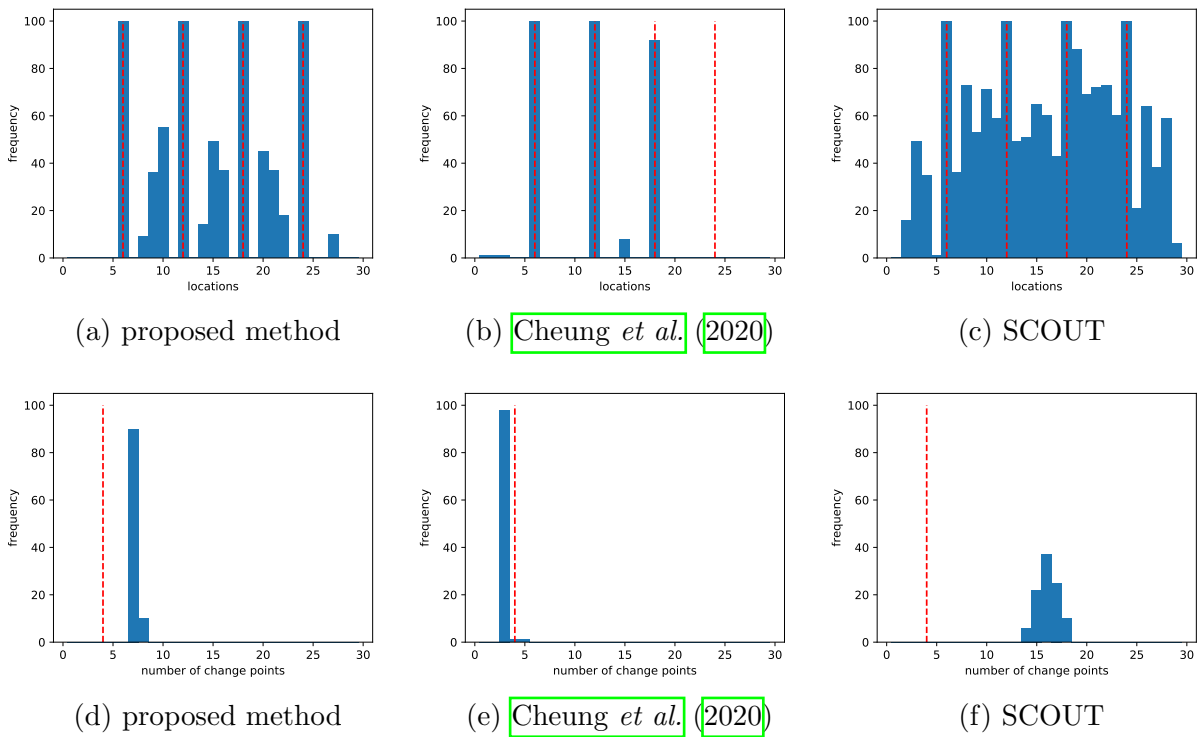 100
80
60
40
20
0
frequency
0 5 10 15 20 25 30
locations
(a) proposed method
100
80
60
40
20
0
frequency
0 5 10 15 20 25 30
locations
(b) Cheung et al. (2020)
100
80
60
40
20
0
frequency
0 5 10 15 20 25 30
locations
(c) SCOUT
100
80
60
40
20
0
frequency
0 5 10 15 20 25 30
number of change points
(d) proposed method
100
80
60
40
20
0
frequency
0 5 10 15 20 25 30
number of change points
(e) Cheung et al. (2020)
100
80
60
40
20
0
frequency
0 5 10 15 20 25 30
number of change points
(f) SCOUT